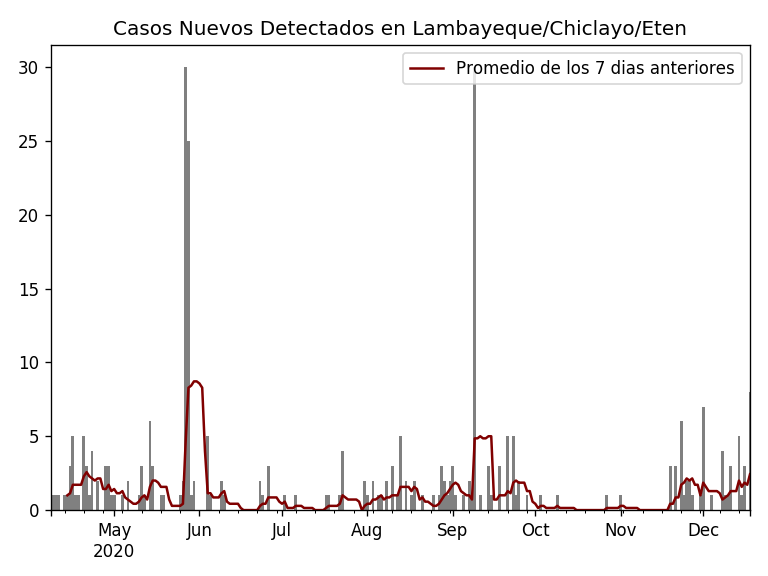 Casos Nuevos Detectados en Lambayeque/Chiclayo/Eten
Promedio de los 7 dias anteriores
30
25
20
15
10
5
0
May Jun Jul Aug Sep Oct Nov Dec
2020